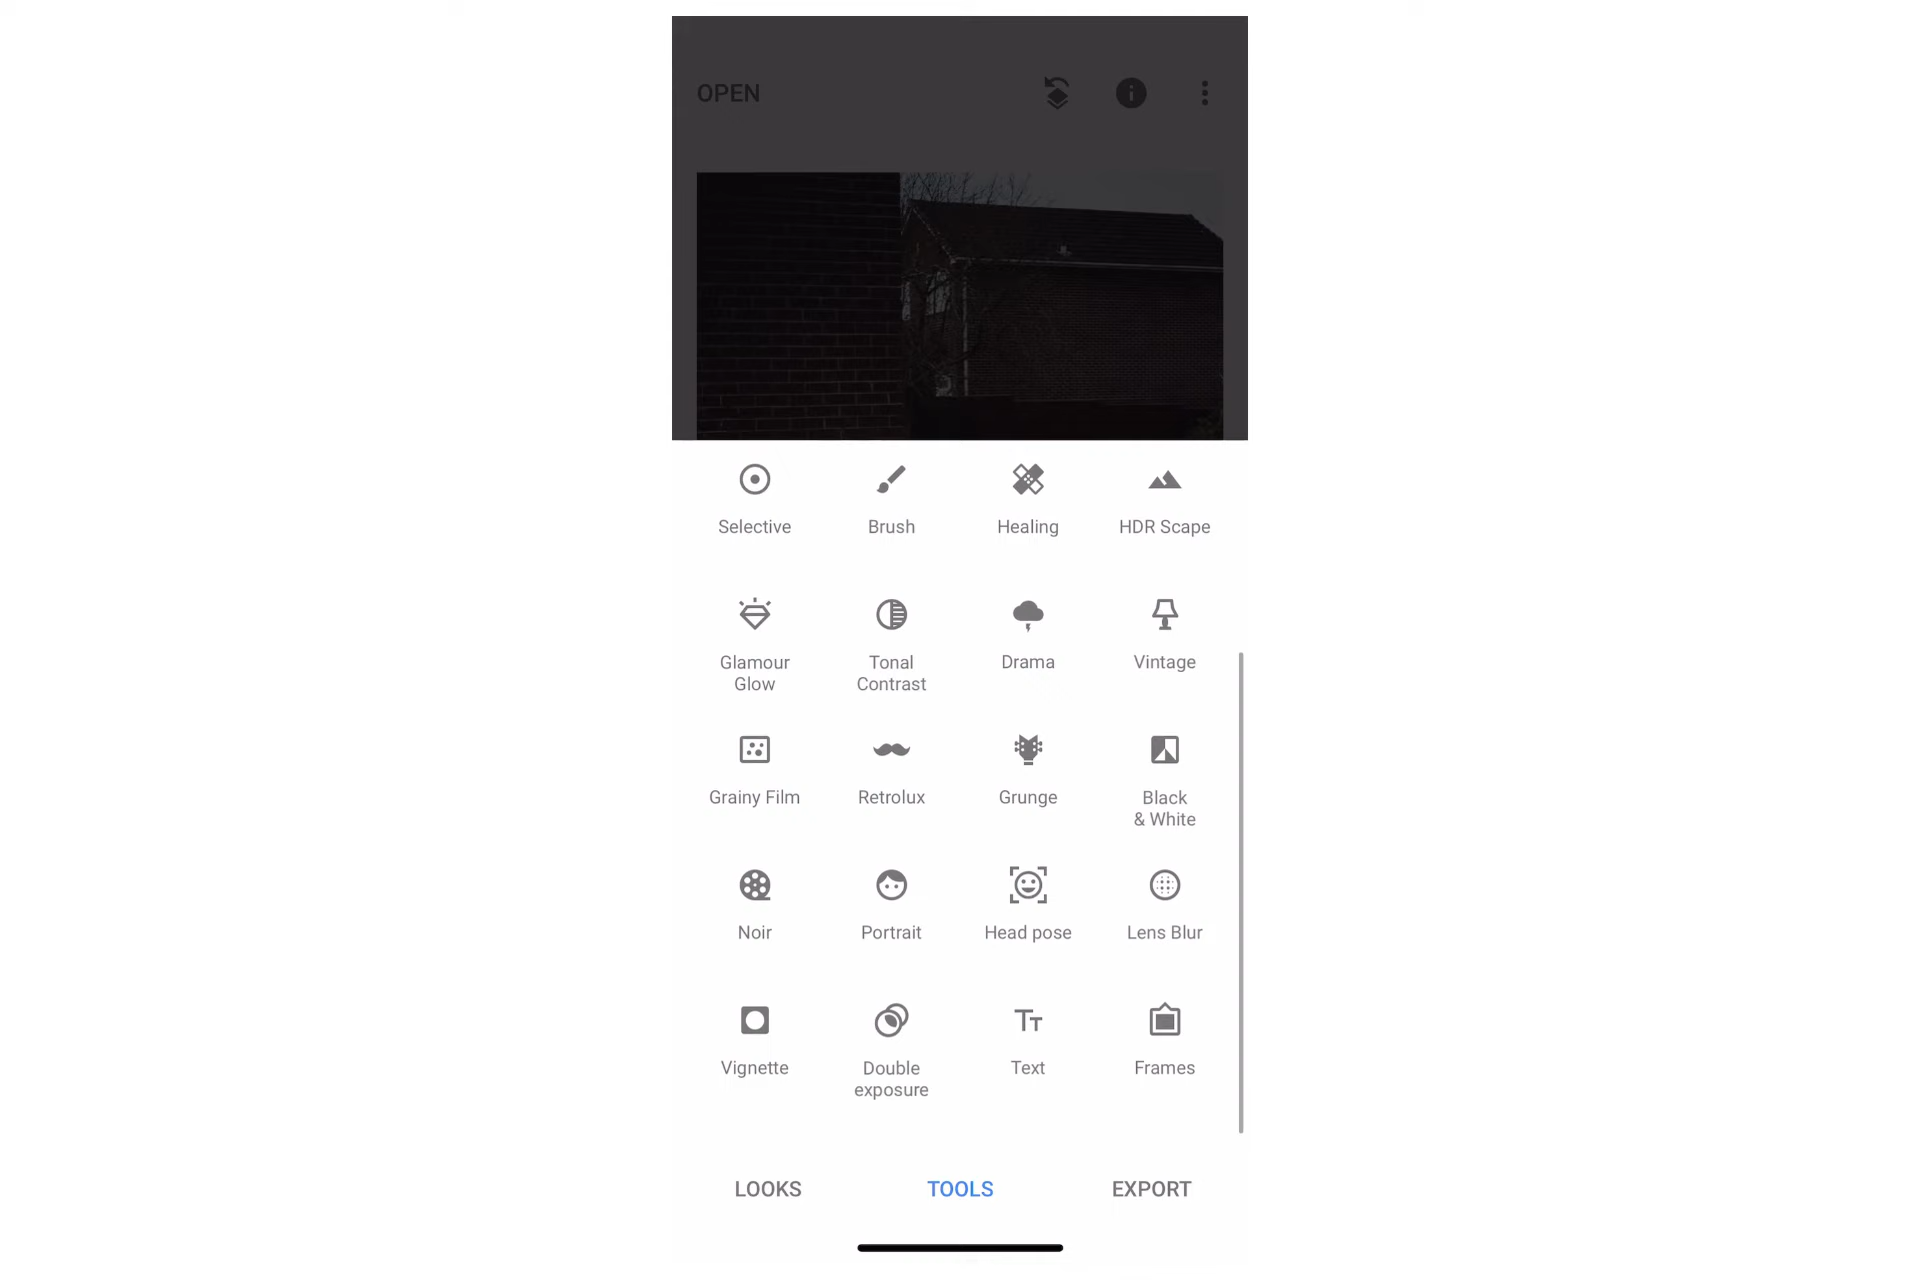 OPEN
Selective
Brush
Healing
HDR Scape
Glamour
Glow
Tonal
Contrast
Drama
Vintage
Grainy Film
Retrolux
Grunge
Black
& White
Noir
Portrait
Head pose
Lens Blur
Vignette
Double
exposure
Text
Frames
LOOKS
TOOLS
EXPORT